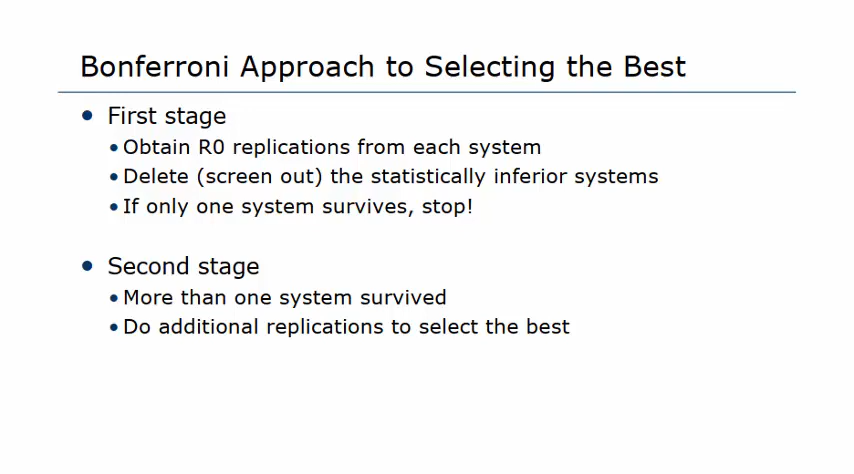 Bonferroni Approach to Selecting the Best
• First stage
• Obtain R0 replications from each system
• Delete (screen out) the statistically inferior systems
• If only one system survives, stop!
• Second stage
• More than one system survived
• Do additional replications to select the best